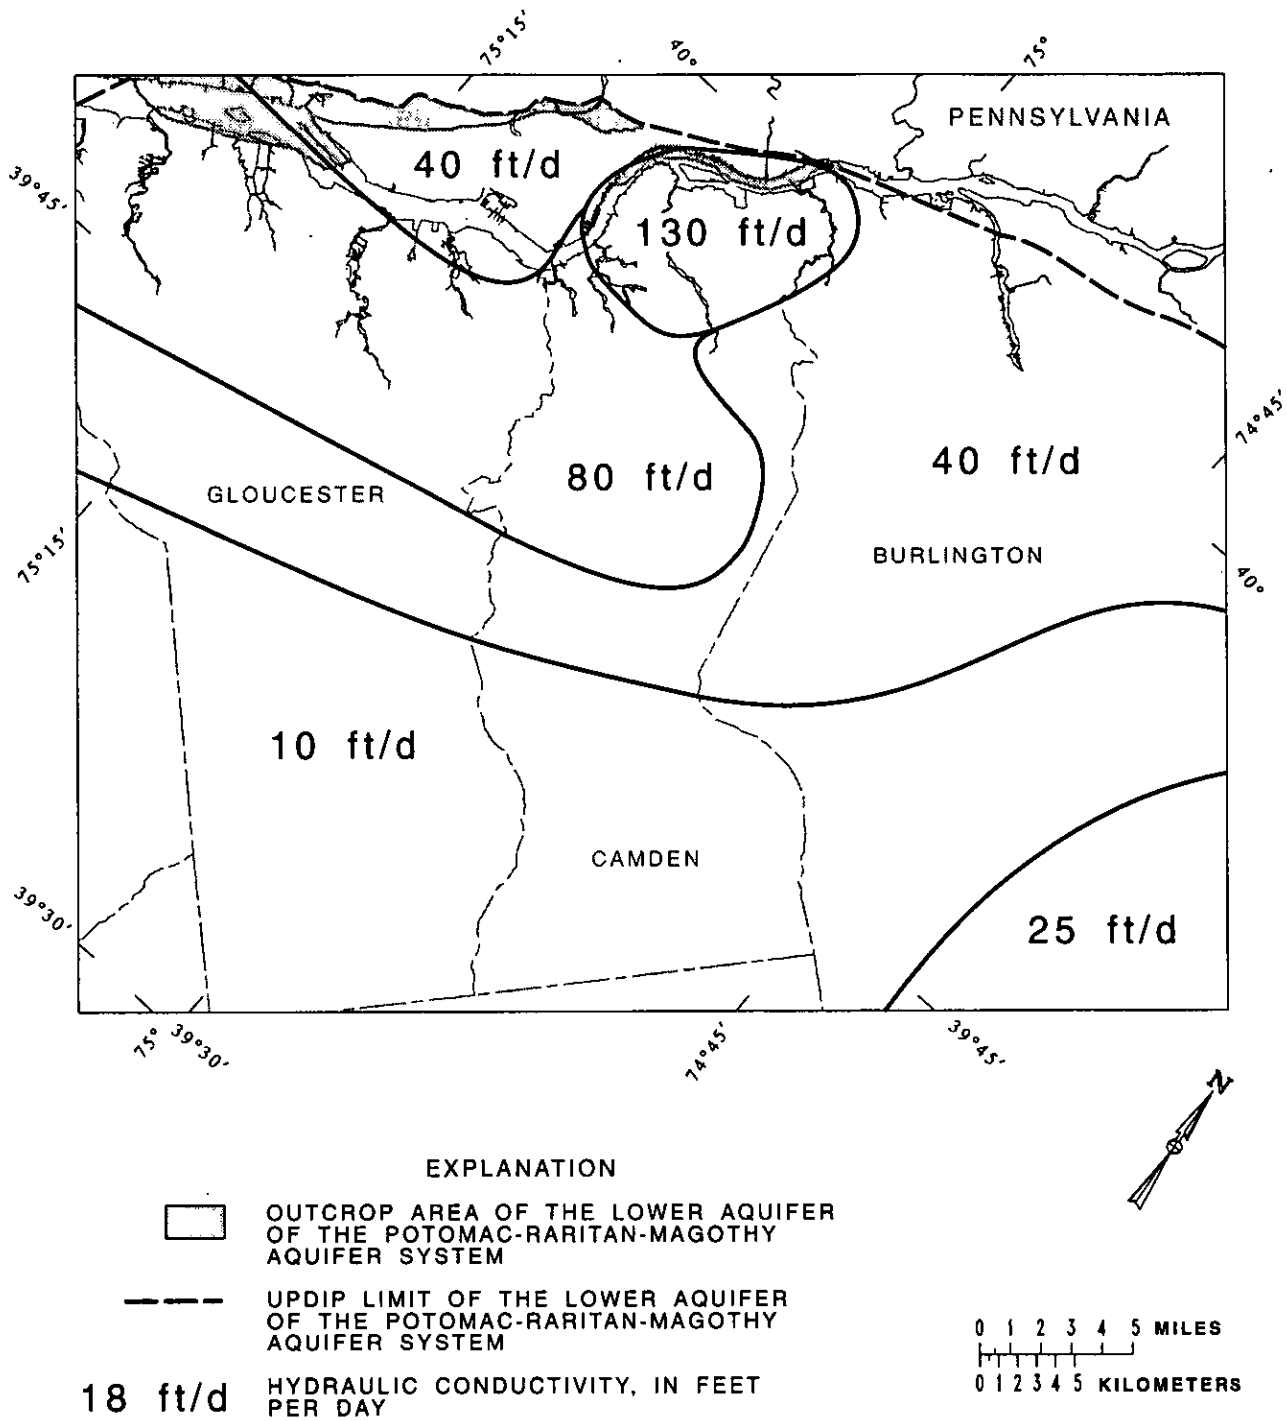 75°15'
40°
75°
PENNSYLVANIA
40 ft/d
39°45'
130 ft/d
74°45'
80 ft/d
40 ft/d
GLOUCESTER
75°15'
BURLINGTON
40°
10 ft/d
CAMDEN
39°30'
25 ft/d
75°
39°30'
74°45'
39°45'
N
EXPLANATION
OUTCROP AREA OF THE LOWER AQUIFER
OF THE POTOMAC-RARITAN-MAGOTHY
AQUIFER SYSTEM
UPDIP LIMIT OF THE LOWER AQUIFER
OF THE POTOMAC-RARITAN-MAGOTHY
AQUIFER SYSTEM
0 1 2 3 4 5 MILES
0 1 2 3 4 5 KILOMETERS
18 ft/d HYDRAULIC CONDUCTIVITY, IN FEET
PER DAY